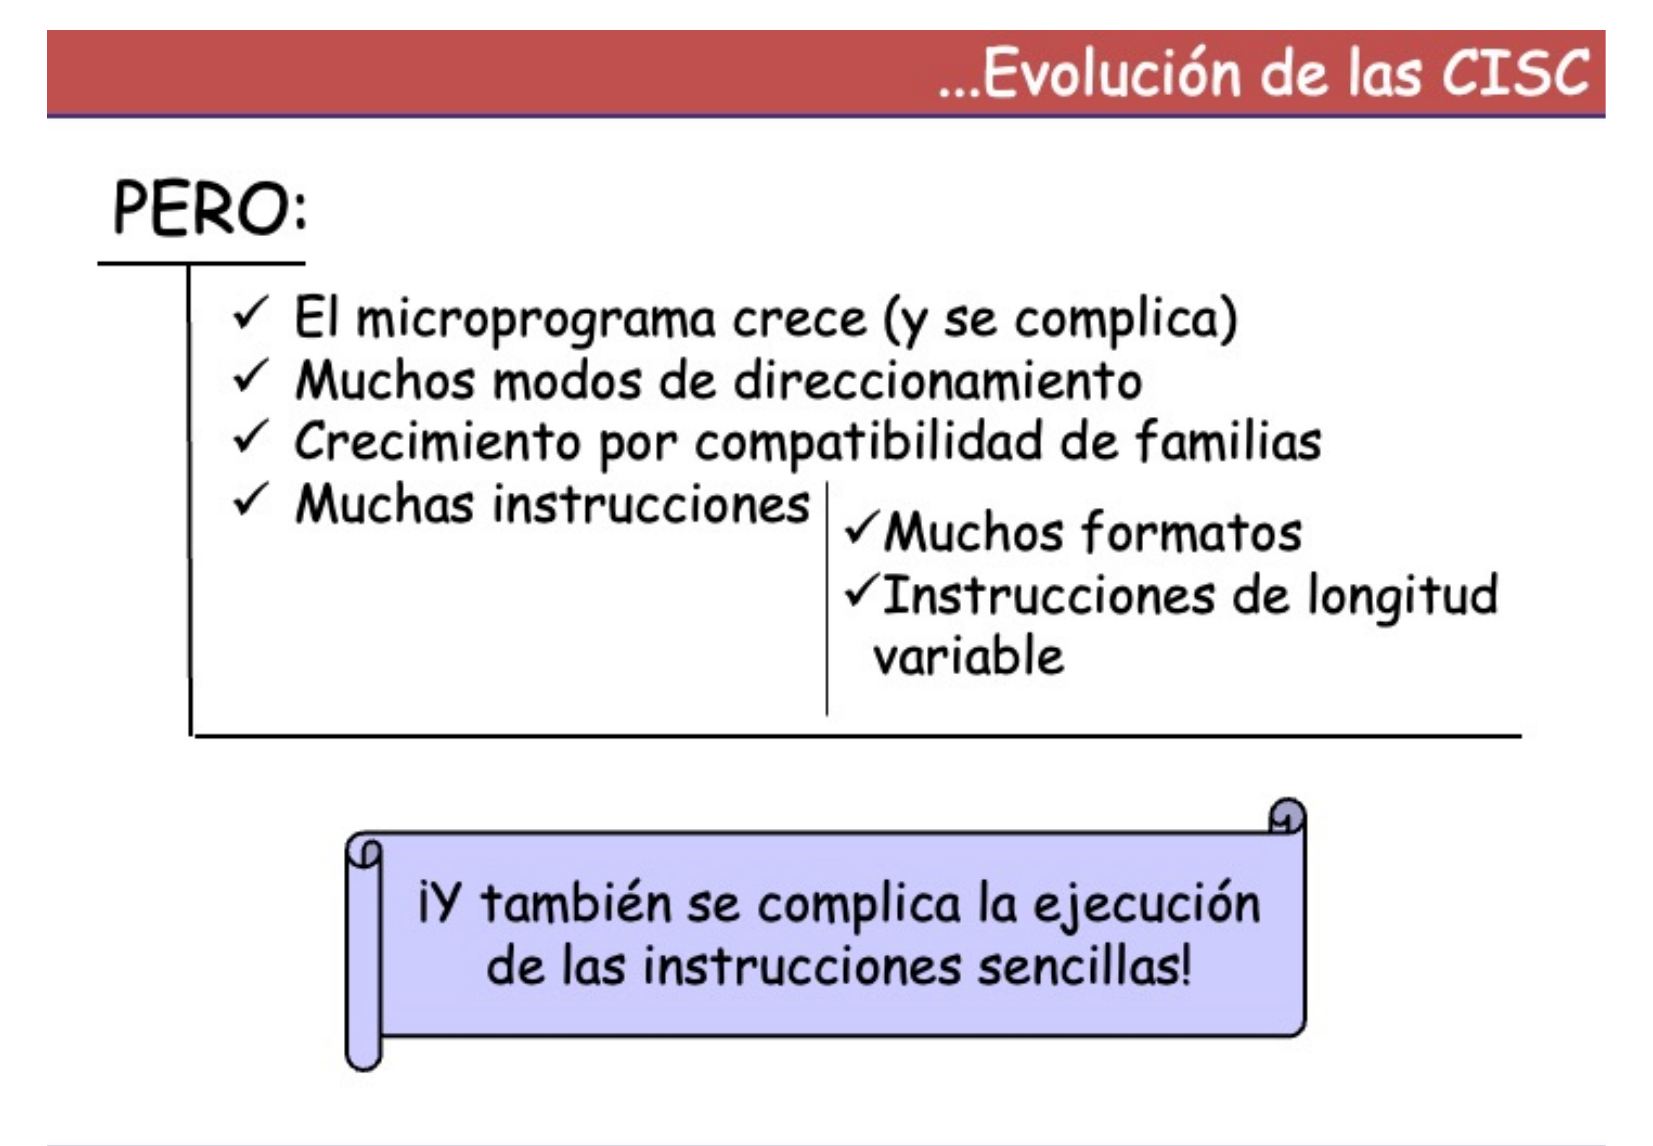 ...Evolución de las CISC
PERO:
✓ El microprograma crece (y se complica)
✓ Muchos modos de direccionamiento
✓ Crecimiento por compatibilidad de familias
✓ Muchas instrucciones
✓Muchos formatos
✓Instrucciones de longitud
variable
¡Y también se complica la ejecución
de las instrucciones sencillas!